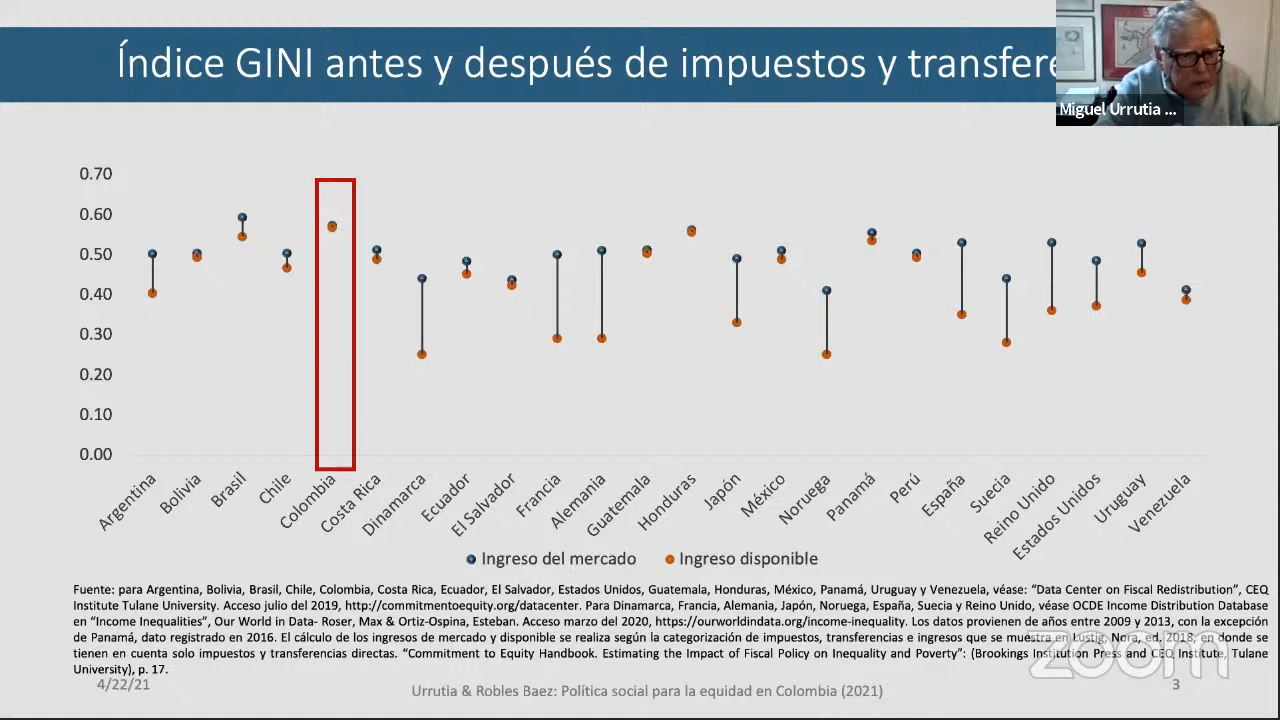 Índice GINI antes y después de impuestos y transfere
Miguel Urrutia ...
0.70
0.60
0.50
0.40
0.30
0.20
0.10
0.00
Argentina
Bolivia
Brasil
Chile
Colombia
Costa Rica
Dinamarca
Ecuador
El Salvador
Francia
Alemania
Guatemala
Honduras
Japón
México
Noruega
Panamá
Perú
España
Suecia
Reino Unido
Estados Unidos
Uruguay
Venezuela
Ingreso del mercado
Ingreso disponible
Fuente: para Argentina, Bolivia, Brasil, Chile, Colombia, Costa Rica, Ecuador, El Salvador, Estados Unidos, Guatemala, Honduras, México, Panamá, Uruguay y Venezuela, véase: “Data Center on Fiscal Redistribution”, CEQ
Institute Tulane University. Acceso julio del 2019, http://commitmentoequity.org/datacenter. Para Dinamarca, Francia, Alemania, Japón, Noruega, España, Suecia y Reino Unido, véase OCDE Income Distribution Database
en “Income Inequalities”, Our World in Data- Roser, Max & Ortiz-Ospina, Esteban. Acceso marzo del 2020, https://ourworldindata.org/income-inequality. Los datos provienen de años entre 2009 y 2013, con la excepción
de Panamá, dato registrado en 2016. El cálculo de los ingresos de mercado y disponible se realiza según la categorización de impuestos, transferencias e ingresos que se muestra en Lustig, Nora, ed. 2018, en donde se
tienen en cuenta solo impuestos y transferencias directas. “Commitment to Equity Handbook. Estimating the Impact of Fiscal Policy on Inequality and Poverty”: (Brookings Institution Press and CEQ Institute, Tulane
University), p. 17.
zoom
4/22/21
Urrutia & Robles Baez: Política social para la equidad en Colombia (2021)
3